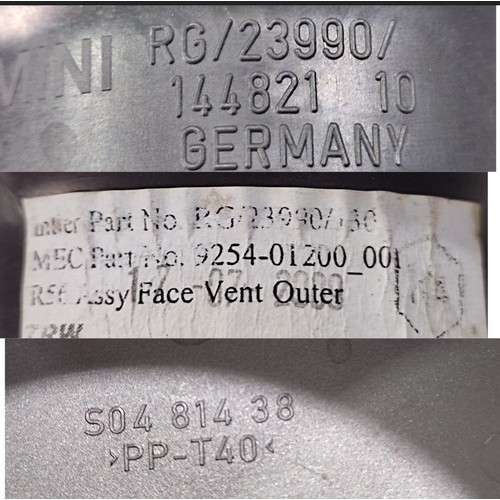 MINI RG/23990/
144821 10
GERMANY
Part No. RG/23990/
MEC Part No. 9254-01200_001
R56 Assy Face Vent Outer
TRW
S04 814 38
>PP-T40<